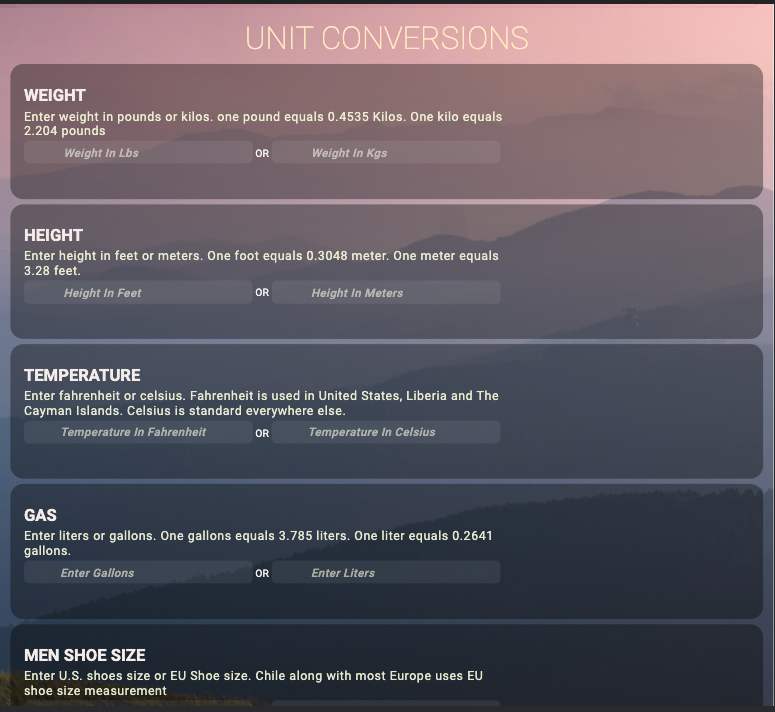 UNIT CONVERSIONS
WEIGHT
Enter weight in pounds or kilos. one pound equals 0.4535 Kilos. One kilo equals
2.204 pounds
Weight In Lbs OR Weight In Kgs
HEIGHT
Enter height in feet or meters. One foot equals 0.3048 meter. One meter equals
3.28 feet.
Height In Feet OR Height In Meters
TEMPERATURE
Enter fahrenheit or celsius. Fahrenheit is used in United States, Liberia and The
Cayman Islands. Celsius is standard everywhere else.
Temperature In Fahrenheit OR Temperature In Celsius
GAS
Enter liters or gallons. One gallons equals 3.785 liters. One liter equals 0.2641
gallons.
Enter Gallons OR Enter Liters
MEN SHOE SIZE
Enter U.S. shoes size or EU Shoe size. Chile along with most Europe uses EU
shoe size measurement